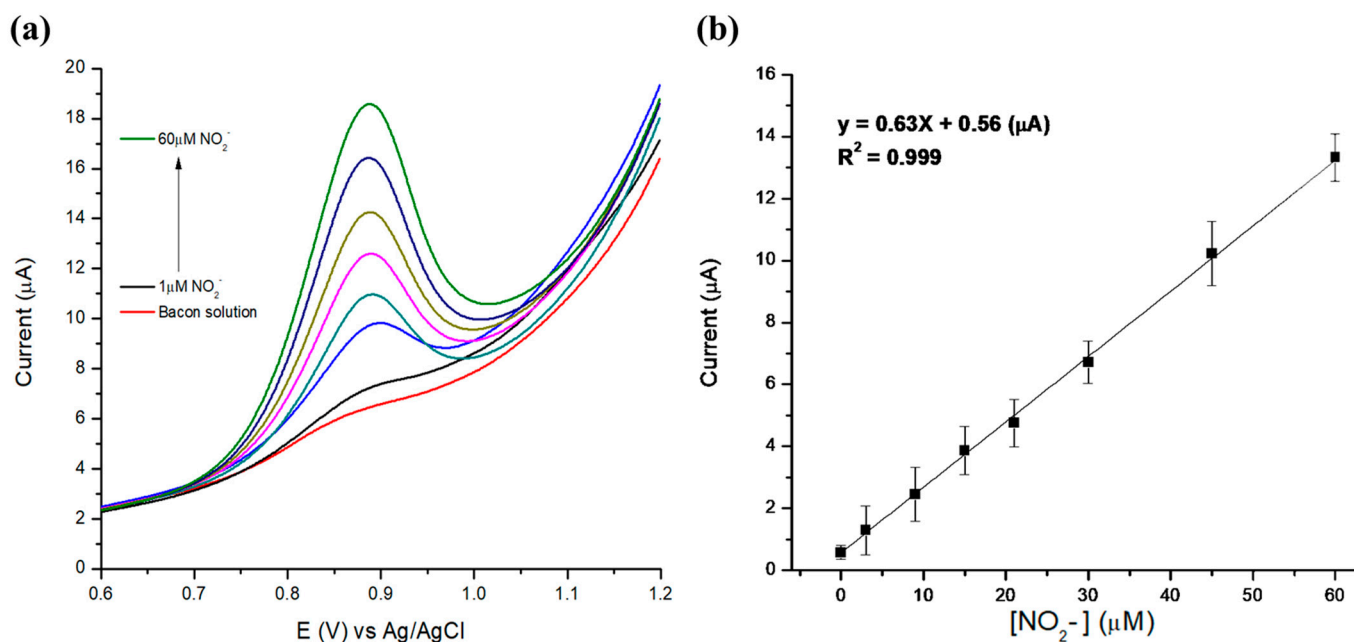 (a)
20
18
16
14
12
10
8
6
4
2
0
60μM NO₂⁻
1μM NO₂⁻
Bacon solution
Current (μA)
0.6 0.7 0.8 0.9 1.0 1.1 1.2
E (V) vs Ag/AgCl
(b)
16
14
12
10
8
6
4
2
0
y = 0.63X + 0.56 (μA)
R² = 0.999
Current (μA)
0 10 20 30 40 50 60
[NO₂-] (μM)